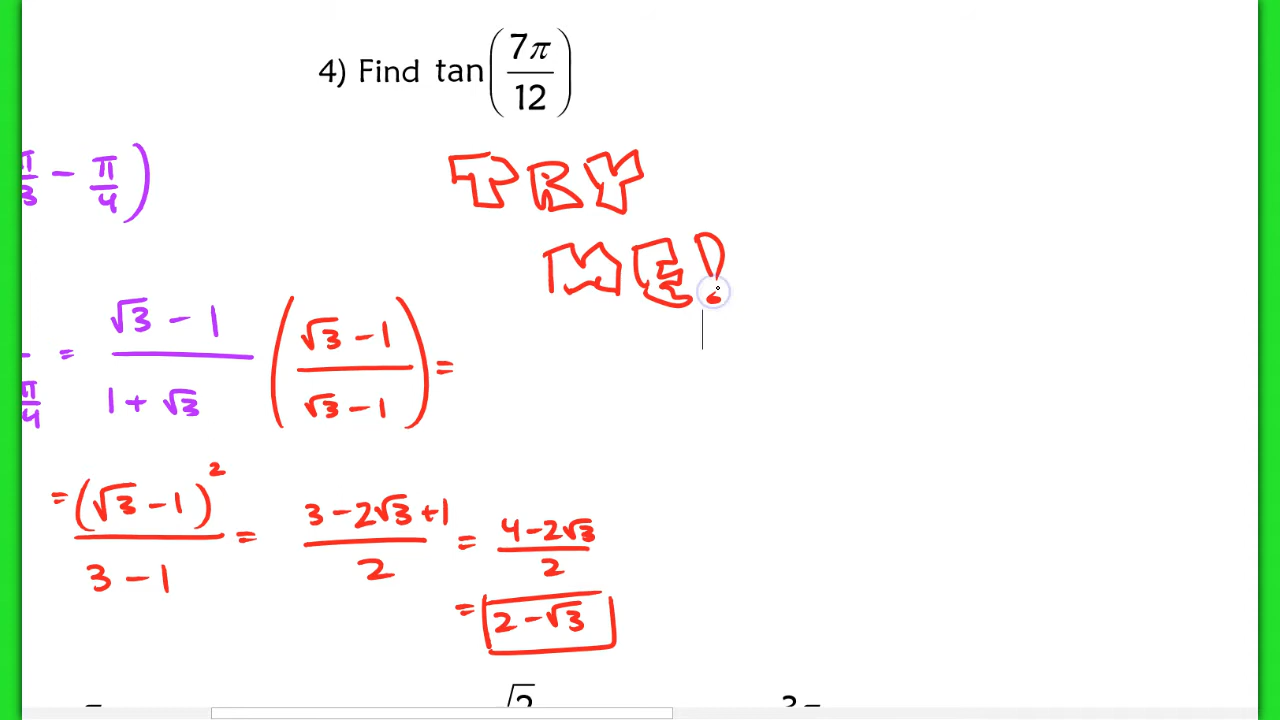 4) Find tan(7π/12)
π/3 − π/4)
TRY
ME!
= (√3 − 1)/(1 + √3) ((√3 − 1)/(√3 − 1)) =
π/4
= (√3 − 1)²/(3 − 1) = (3 − 2√3 + 1)/2 = (4 − 2√3)/2
= 2 − √3